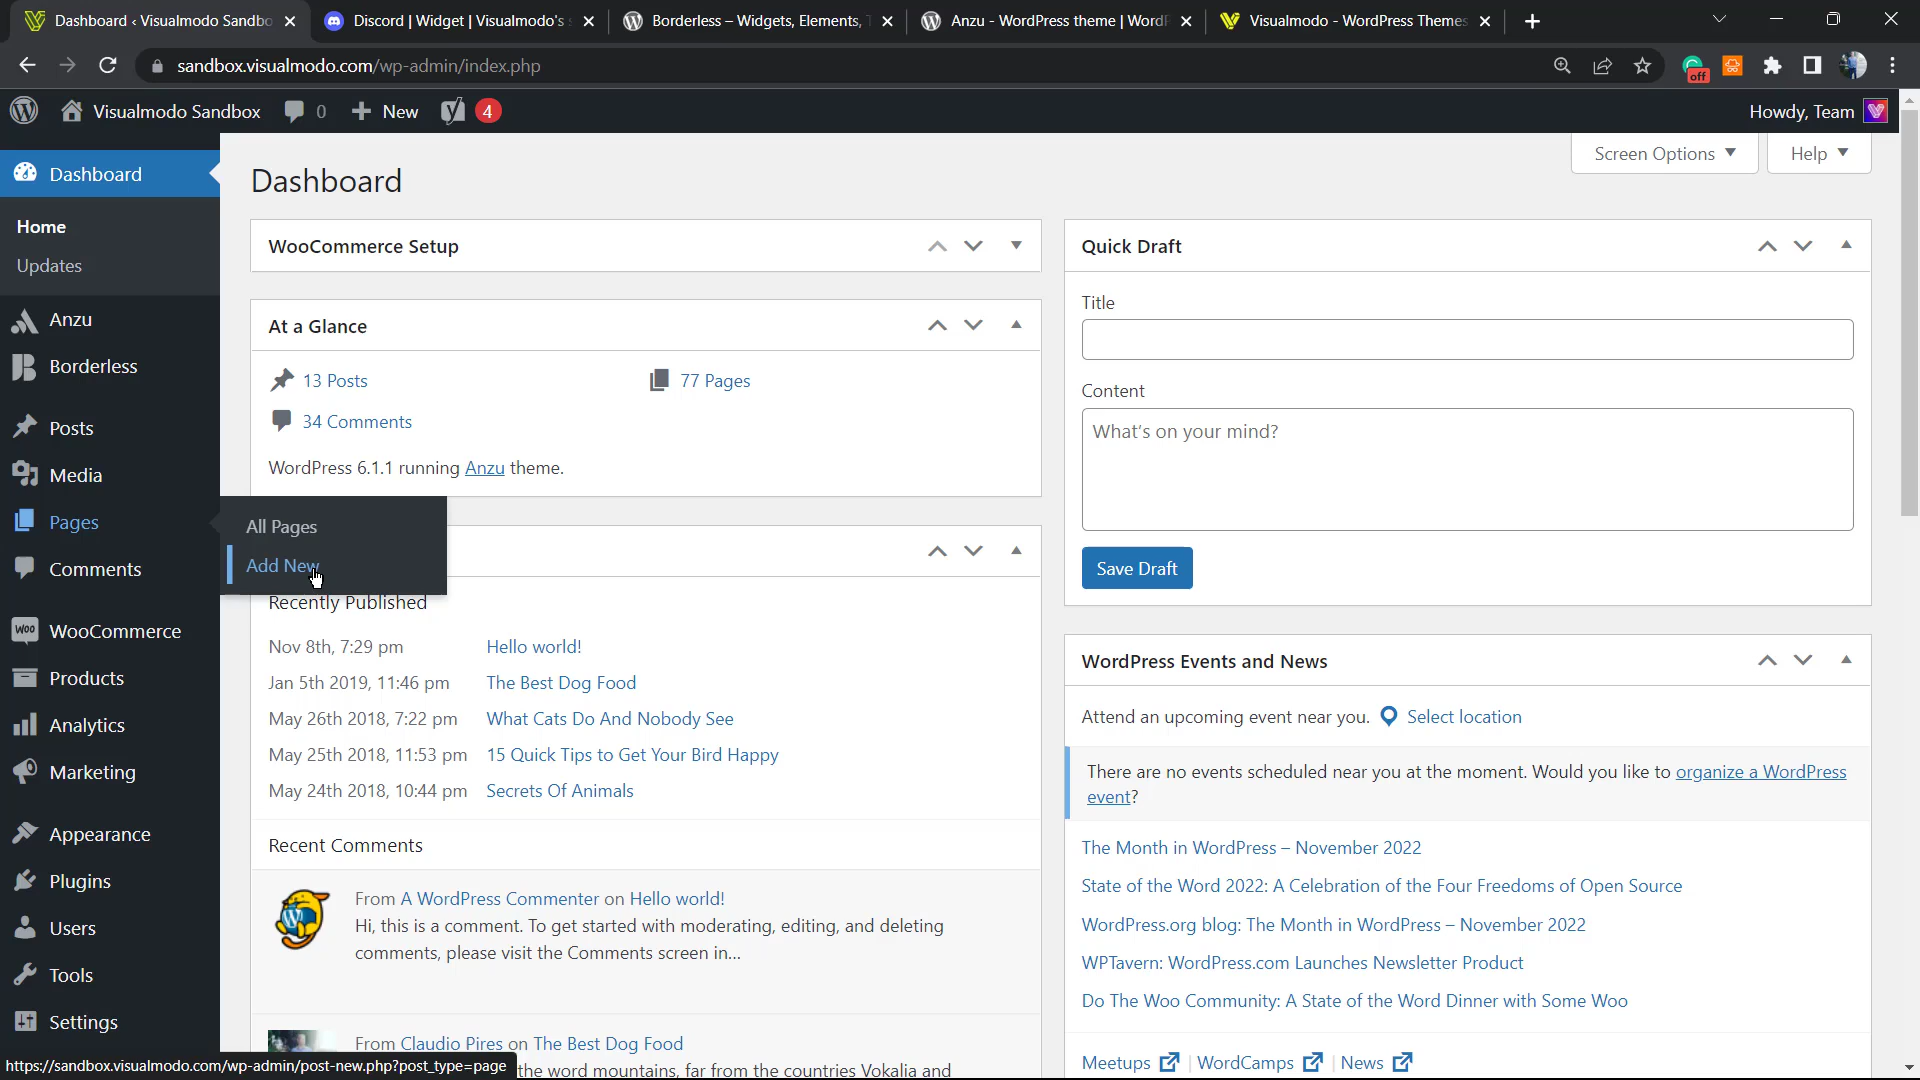 Dashboard ‹ Visualmodo Sandbo
Discord | Widget | Visualmodo's
Borderless – Widgets, Elements,
Anzu - WordPress theme | WordP
Visualmodo - WordPress Themes
sandbox.visualmodo.com/wp-admin/index.php
off
Visualmodo Sandbox
0
New
4
Howdy, Team
Dashboard
Home
Updates
Anzu
Borderless
Posts
Media
Pages
Comments
WooCommerce
Products
Analytics
Marketing
Appearance
Plugins
Users
Tools
Settings
All Pages
Add New
Dashboard
Screen Options
Help
WooCommerce Setup
At a Glance
13 Posts
77 Pages
34 Comments
WordPress 6.1.1 running Anzu theme.
Recently Published
Nov 8th, 7:29 pm Hello world!
Jan 5th 2019, 11:46 pm The Best Dog Food
May 26th 2018, 7:22 pm What Cats Do And Nobody See
May 25th 2018, 11:53 pm 15 Quick Tips to Get Your Bird Happy
May 24th 2018, 10:44 pm Secrets Of Animals
Recent Comments
From A WordPress Commenter on Hello world!
Hi, this is a comment. To get started with moderating, editing, and deleting
comments, please visit the Comments screen in...
From Claudio Pires on The Best Dog Food
the word mountains, far from the countries Vokalia and
Quick Draft
Title
Content
What's on your mind?
Save Draft
WordPress Events and News
Attend an upcoming event near you. Select location
There are no events scheduled near you at the moment. Would you like to organize a WordPress
event?
The Month in WordPress – November 2022
State of the Word 2022: A Celebration of the Four Freedoms of Open Source
WordPress.org blog: The Month in WordPress – November 2022
WPTavern: WordPress.com Launches Newsletter Product
Do The Woo Community: A State of the Word Dinner with Some Woo
Meetups | WordCamps | News
https://sandbox.visualmodo.com/wp-admin/post-new.php?post_type=page